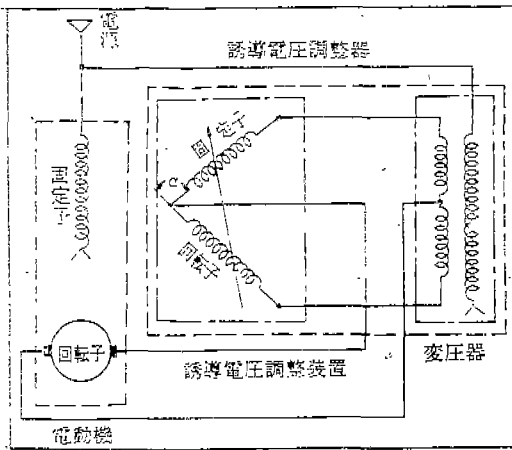 電源
誘導電圧調整器
固定子
α
固定子
回転子
回転子
誘導電圧調整装置
変圧器
電動機